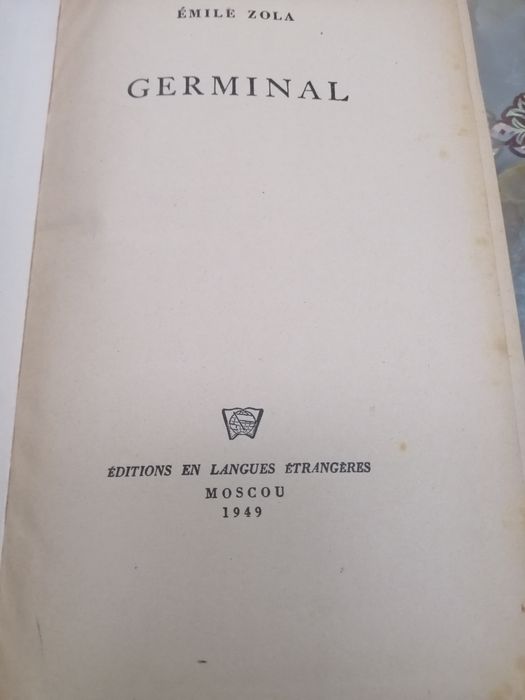 ÉMILE ZOLA
GERMINAL
ÉDITIONS EN LANGUES ÉTRANGÈRES
MOSCOU
1949